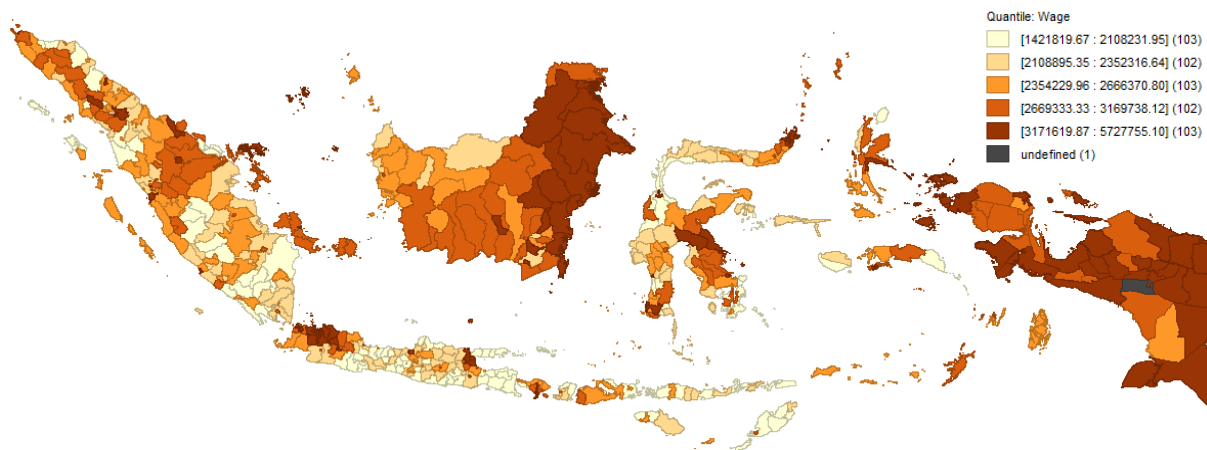 Quantile: Wage
[1421819.67 : 2108231.95] (103)
[2108895.35 : 2352316.64] (102)
[2354229.96 : 2666370.80] (103)
[2669333.33 : 3169738.12] (102)
[3171619.87 : 5727755.10] (103)
undefined (1)